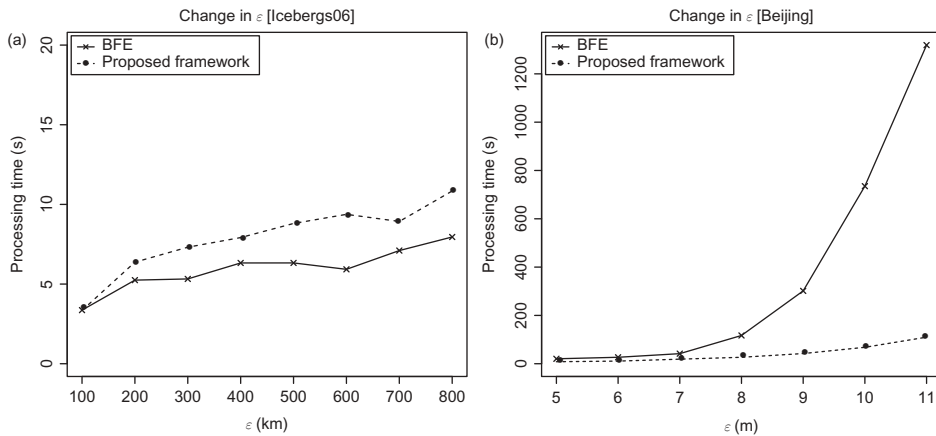 Change in ε [Icebergs06]
(a)
BFE
Proposed framework
Processing time (s)
20
15
10
5
0
100 200 300 400 500 600 700 800
ε (km)
Change in ε [Beijing]
(b)
BFE
Proposed framework
Processing time (s)
1200
1000
800
600
400
200
0
5 6 7 8 9 10 11
ε (m)